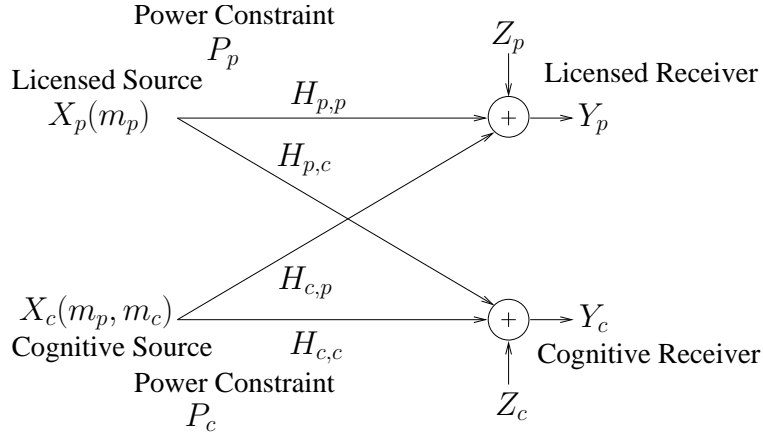 Power Constraint
P_p
Z_p
Licensed Source
Licensed Receiver
X_p(m_p)
H_{p,p}
+
Y_p
H_{p,c}
H_{c,p}
X_c(m_p, m_c)
+
Y_c
Cognitive Source
H_{c,c}
Cognitive Receiver
Power Constraint
P_c
Z_c